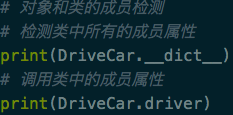 # 对象和类的成员检测
# 检测类中所有的成员属性
print(DriveCar.__dict__)
# 调用类中的成员属性
print(DriveCar.driver)